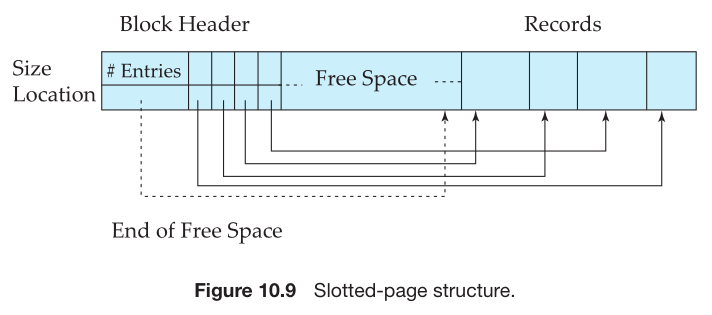 Block Header
Records
Size
Location
# Entries
Free Space
End of Free Space
Figure 10.9 Slotted-page structure.